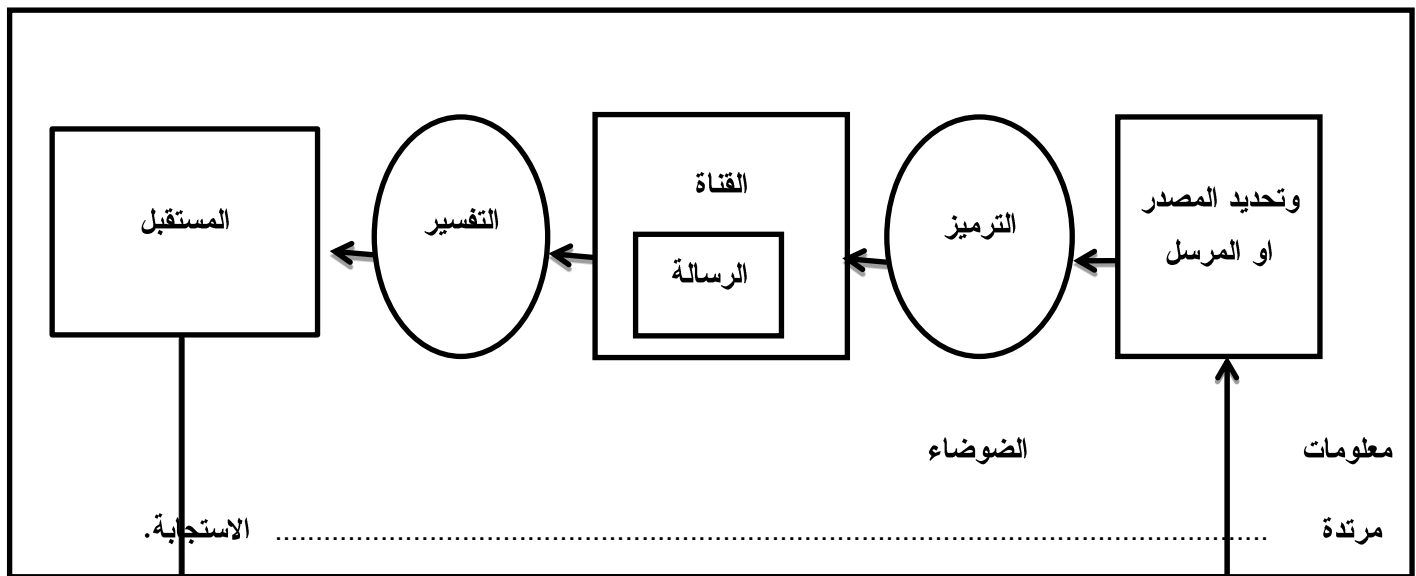 وتحديد المصدر
او المرسل
الترميز
القناة
الرسالة
التفسير
المستقبل
معلومات
الضوضاء
مرتدة ........................................................................................................ الاستجابة.